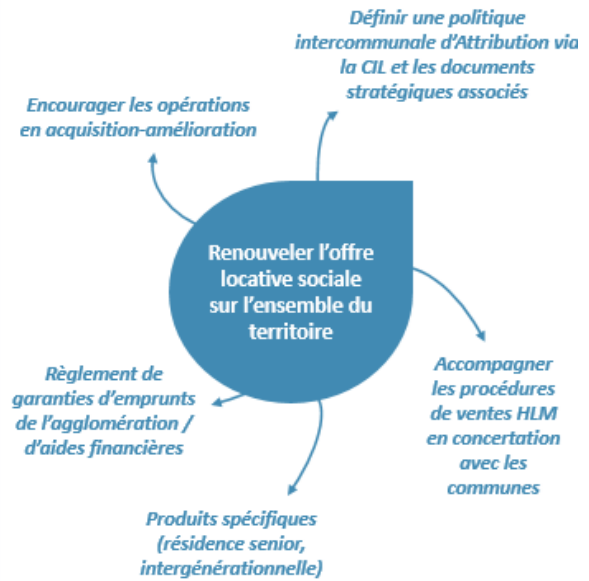 Définir une politique
intercommunale d'Attribution via
la CIL et les documents
stratégiques associés
Encourager les opérations
en acquisition-amélioration
Renouveler l'offre
locative sociale
sur l'ensemble du
territoire
Accompagner
les procédures
de ventes HLM
en concertation
avec les
communes
Règlement de
garanties d'emprunts
de l'agglomération /
d'aides financières
Produits spécifiques
(résidence senior,
intergénérationnelle)